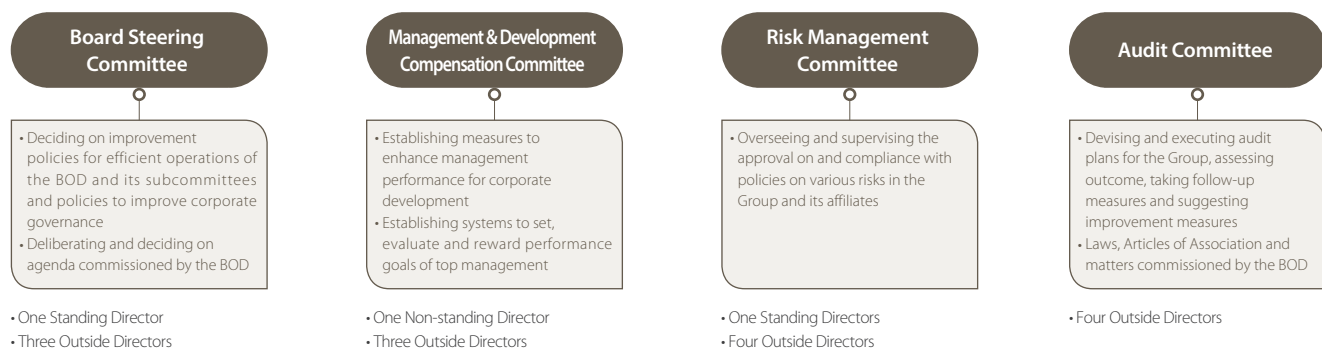 Board Steering
Committee
• Deciding on improvement
policies for efficient operations of
the BOD and its subcommittees
and policies to improve corporate
governance
• Deliberating and deciding on
agenda commissioned by the BOD
• One Standing Director
• Three Outside Directors
Management & Development
Compensation Committee
• Establishing measures to
enhance management
performance for corporate
development
• Establishing systems to set,
evaluate and reward performance
goals of top management
• One Non-standing Director
• Three Outside Directors
Risk Management
Committee
• Overseeing and supervising the
approval on and compliance with
policies on various risks in the
Group and its affiliates
• One Standing Directors
• Four Outside Directors
Audit Committee
• Devising and executing audit
plans for the Group, assessing
outcome, taking follow-up
measures and suggesting
improvement measures
• Laws, Articles of Association and
matters commissioned by the BOD
• Four Outside Directors